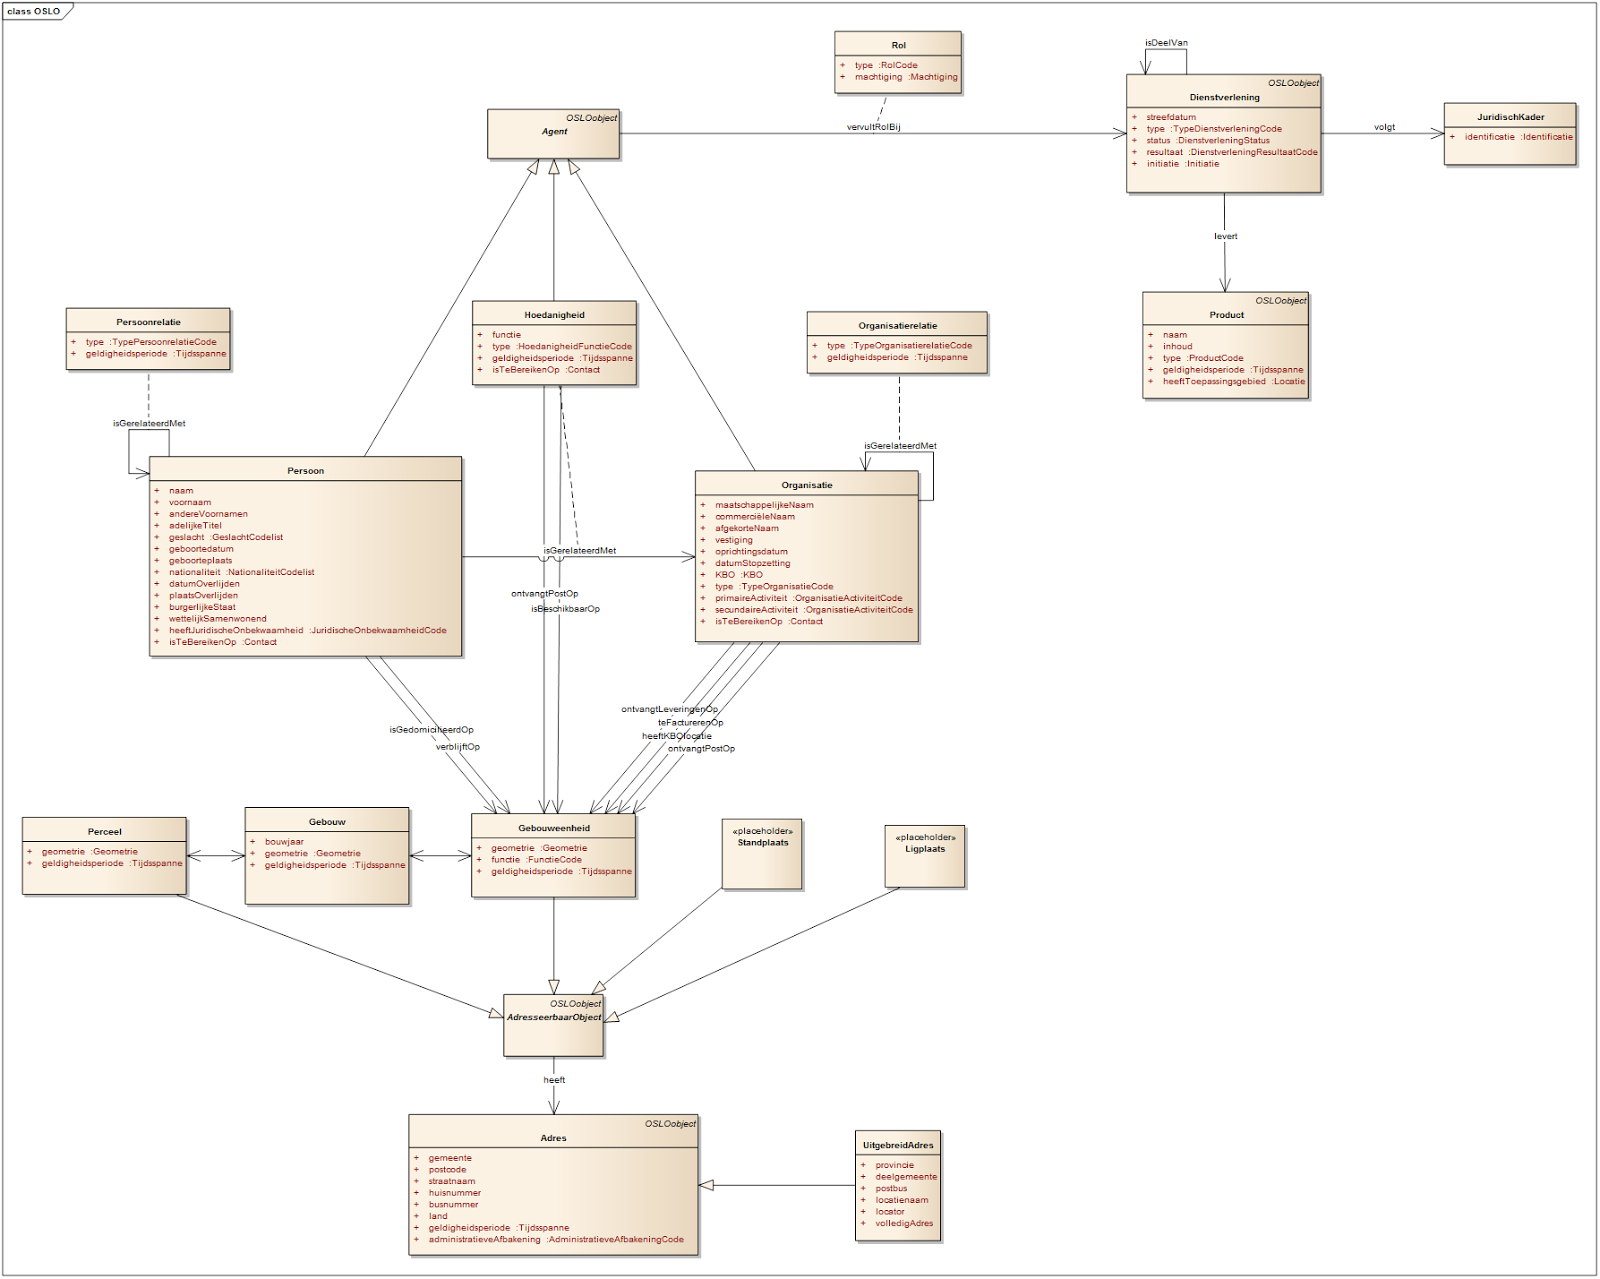 class OSLO
Rol
+ type :RolCode
+ machtiging :Machtiging
isDeelVan
OSLOobject
Dienstverlening
+ streefdatum
+ type :TypeDienstverleningCode
+ status :DienstverleningStatus
+ resultaat :DienstverleningResultaatCode
+ initiatie :Initiatie
volgt
JuridischKader
+ identificatie :Identificatie
OSLOobject
Agent
vervultRolBij
levert
OSLOobject
Product
+ naam
+ inhoud
+ type :ProductCode
+ geldigheidsperiode :Tijdsspanne
+ heeftToepassingsgebied :Locatie
Persoonrelatie
+ type :TypePersoonrelatieCode
+ geldigheidsperiode :Tijdsspanne
Hoedanigheid
+ functie
+ type :HoedanigheidFunctieCode
+ geldigheidsperiode :Tijdsspanne
+ isTeBereikenOp :Contact
Organisatierelatie
+ type :TypeOrganisatierelatieCode
+ geldigheidsperiode :Tijdsspanne
isGerelateerdMet
isGerelateerdMet
Persoon
+ naam
+ voornaam
+ andereVoornamen
+ adelijkeTitel
+ geslacht :GeslachtCodelist
+ geboortedatum
+ geboorteplaats
+ nationaliteit :NationaliteitCodelist
+ datumOverlijden
+ plaatsOverlijden
+ burgerlijkeStaat
+ wettelijkSamenwonend
+ heeftJuridischeOnbekwaamheid :JuridischeOnbekwaamheidCode
+ isTeBereikenOp :Contact
isGerelateerdMet
ontvangtPostOp
isBeschikbaarOp
Organisatie
+ maatschappelijkeNaam
+ commerciëleNaam
+ afgekorteNaam
+ vestiging
+ oprichtingsdatum
+ datumStopzetting
+ KBO :KBO
+ type :TypeOrganisatieCode
+ primaireActiviteit :OrganisatieActiviteitCode
+ secundaireActiviteit :OrganisatieActiviteitCode
+ isTeBereikenOp :Contact
isGedomicilieerdOp
verblijftOp
ontvangtLeveringenOp
teFacturerenOp
heeftKBOlocatie
ontvangtPostOp
Perceel
+ geometrie :Geometrie
+ geldigheidsperiode :Tijdsspanne
Gebouw
+ bouwjaar
+ geometrie :Geometrie
+ geldigheidsperiode :Tijdsspanne
Gebouweenheid
+ geometrie :Geometrie
+ functie :FunctieCode
+ geldigheidsperiode :Tijdsspanne
«placeholder»
Standplaats
«placeholder»
Ligplaats
OSLOobject
AdresseerbaarObject
heeft
OSLOobject
Adres
+ gemeente
+ postcode
+ straatnaam
+ huisnummer
+ busnummer
+ land
+ geldigheidsperiode :Tijdsspanne
+ administratieveAfbakening :AdministratieveAfbakeningCode
UitgebreidAdres
+ provincie
+ deelgemeente
+ postbus
+ locatienaam
+ locator
+ volledigAdres